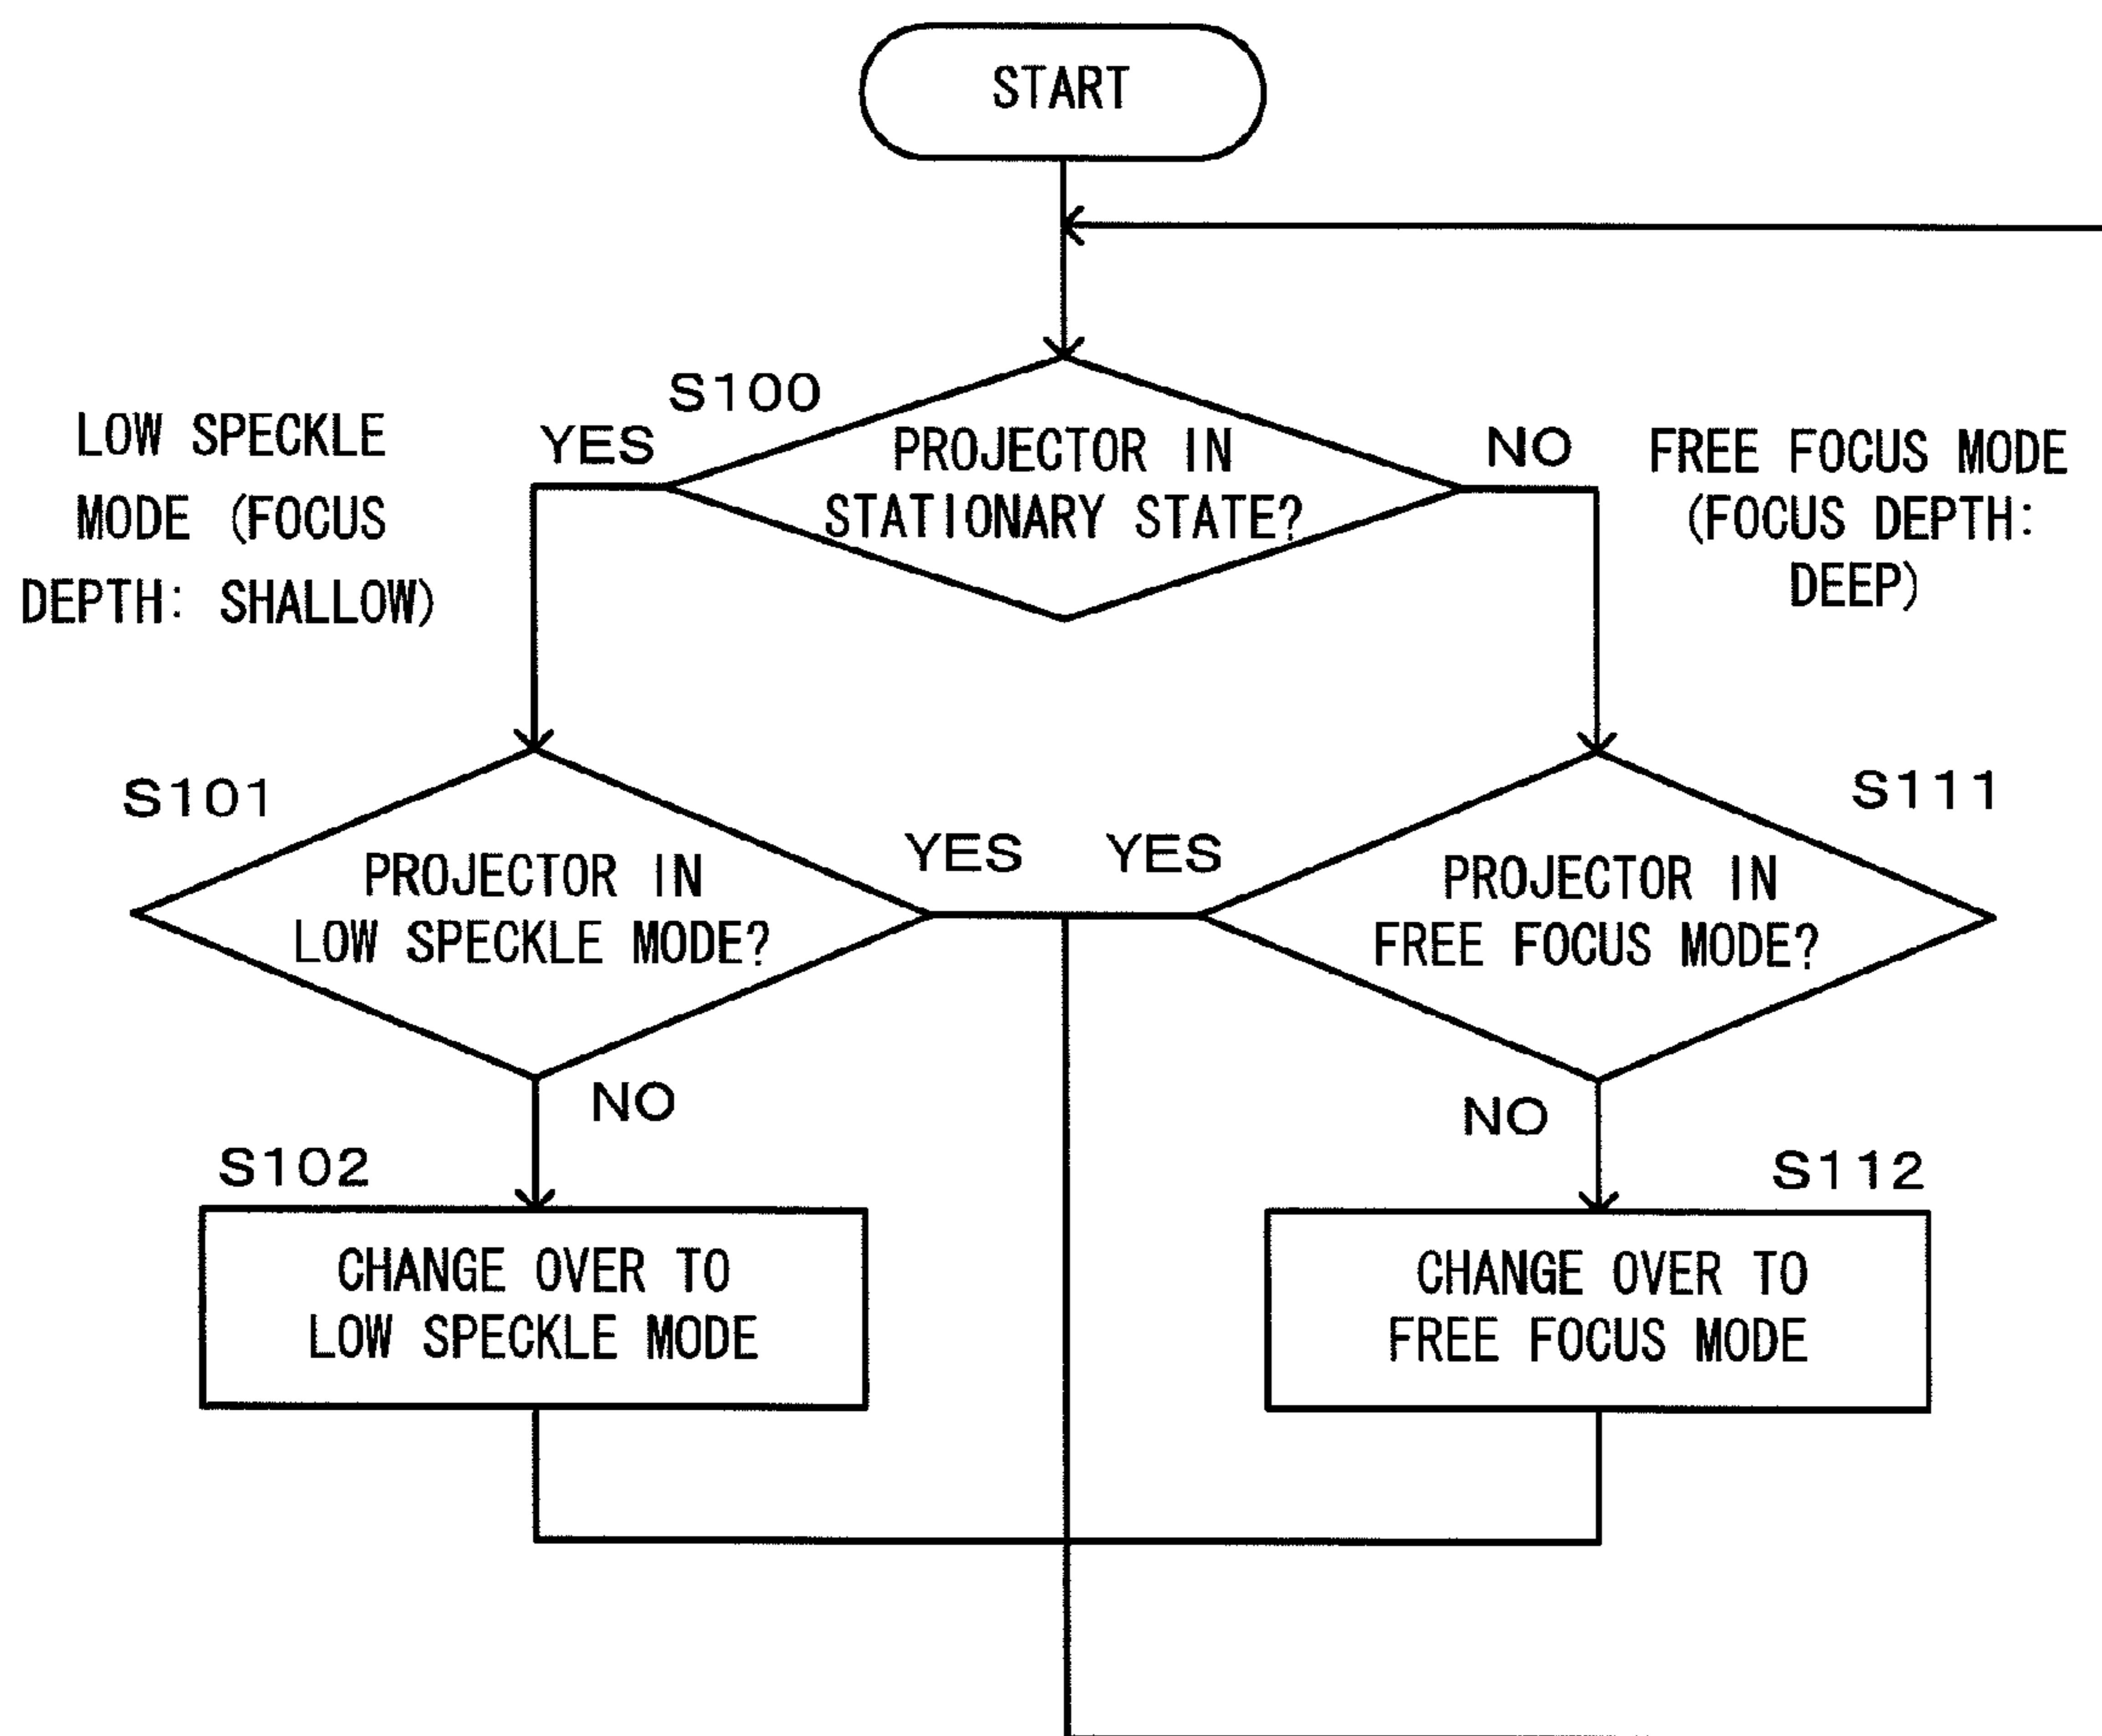 START
S100
LOW SPECKLE
MODE (FOCUS
DEPTH: SHALLOW)
YES
PROJECTOR IN
STATIONARY STATE?
NO
FREE FOCUS MODE
(FOCUS DEPTH:
DEEP)
S101
PROJECTOR IN
LOW SPECKLE MODE?
YES
YES
S111
PROJECTOR IN
FREE FOCUS MODE?
NO
NO
S102
CHANGE OVER TO
LOW SPECKLE MODE
S112
CHANGE OVER TO
FREE FOCUS MODE